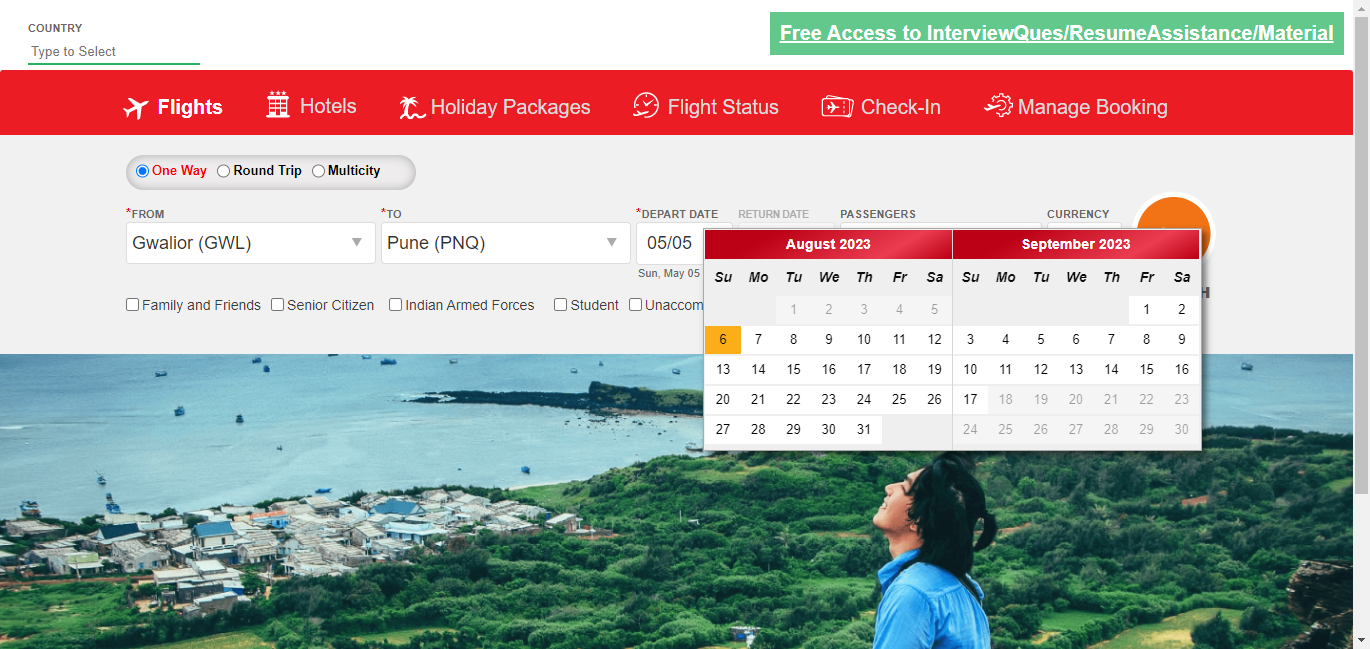 COUNTRY
Type to Select
Free Access to InterviewQues/ResumeAssistance/Material
Flights Hotels Holiday Packages Flight Status Check-In Manage Booking
One Way Round Trip Multicity
*FROM *TO *DEPART DATE RETURN DATE PASSENGERS CURRENCY
Gwalior (GWL) Pune (PNQ) 05/05
Sun, May 05
Family and Friends Senior Citizen Indian Armed Forces Student Unaccom
H
August 2023
Su Mo Tu We Th Fr Sa
1 2 3 4 5
6 7 8 9 10 11 12
13 14 15 16 17 18 19
20 21 22 23 24 25 26
27 28 29 30 31
September 2023
Su Mo Tu We Th Fr Sa
1 2
3 4 5 6 7 8 9
10 11 12 13 14 15 16
17 18 19 20 21 22 23
24 25 26 27 28 29 30